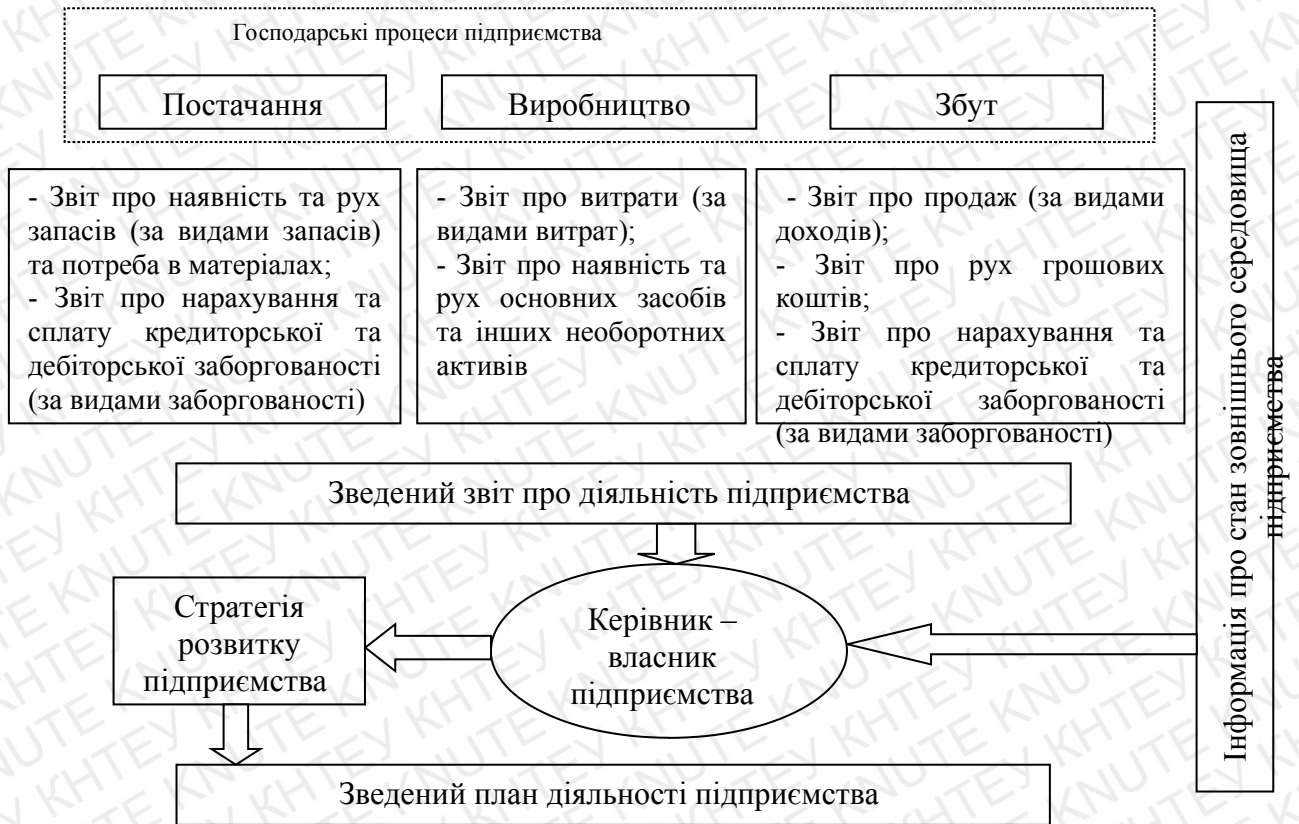 Господарські процеси підприємства
Постачання
Виробництво
Збут
- Звіт про наявність та рух
запасів (за видами запасів)
та потреба в матеріалах;
- Звіт про нарахування та
сплату кредиторської та
дебіторської заборгованості
(за видами заборгованості)
- Звіт про витрати (за
видами витрат);
- Звіт про наявність та
рух основних засобів
та інших необоротних
активів
- Звіт про продаж (за видами
доходів);
- Звіт про рух грошових
коштів;
- Звіт про нарахування та
сплату кредиторської та
дебіторської заборгованості
(за видами заборгованості)
Інформація про стан зовнішнього середовища
підприємства
Зведений звіт про діяльність підприємства
Стратегія
розвитку
підприємства
Керівник –
власник
підприємства
Зведений план діяльності підприємства